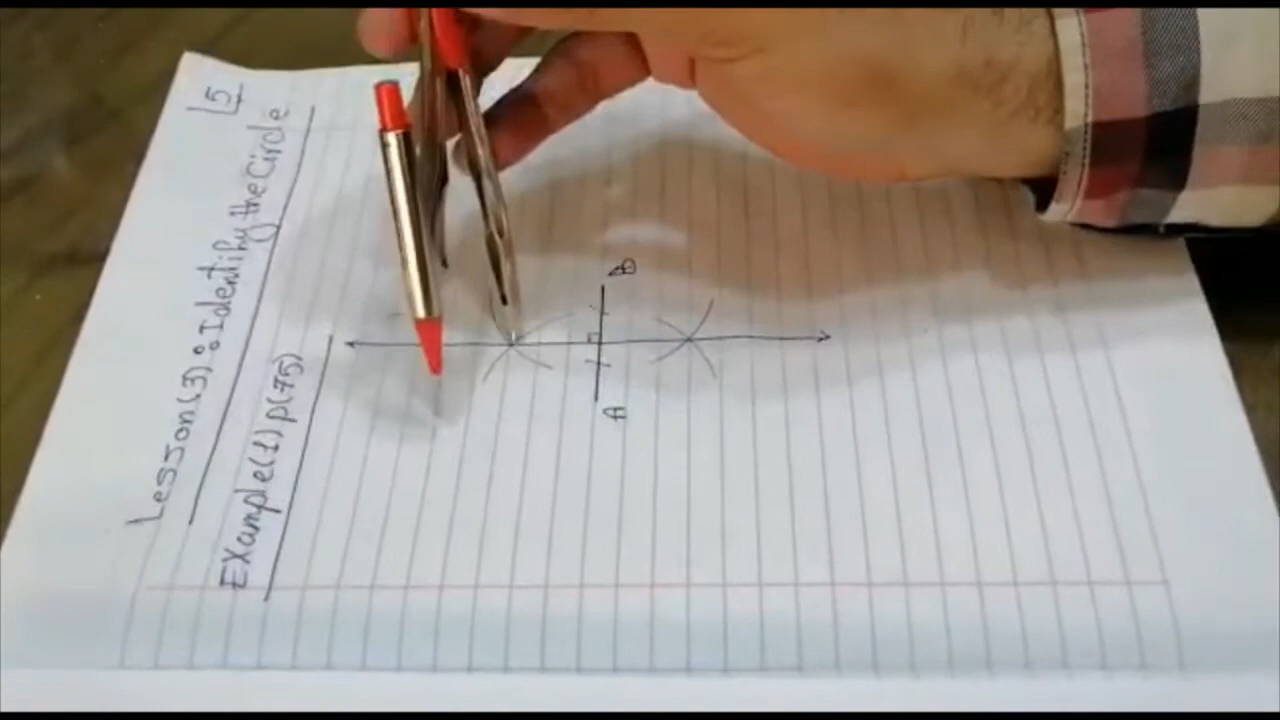 5
Lesson(3): Identify the Circle
Example(1) p(75)
B
A